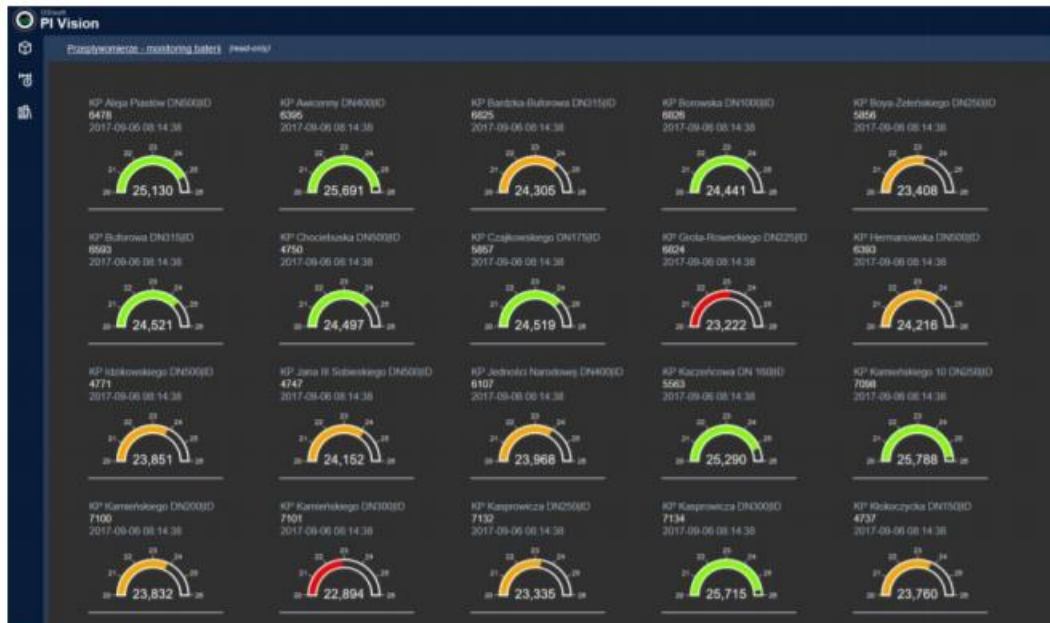 OSIsoft
PI Vision
Przepływomierze - monitoring baterii (read-only)
KP Aleja Piastów DN500|ID
6478
2017-09-06 08:14:38
25,130
KP Awicenny DN400|ID
6395
2017-09-06 08:14:38
25,691
KP Bardzka-Buforowa DN315|ID
6825
2017-09-06 08:14:38
24,305
KP Borowska DN1000|ID
6826
2017-09-06 08:14:38
24,441
KP Boya-Żeleńskiego DN250|ID
5856
2017-09-06 08:14:38
23,408
KP Buforowa DN315|ID
6593
2017-09-06 08:14:38
24,521
KP Chociebuska DN500|ID
4750
2017-09-06 08:14:38
24,497
KP Czajkowskiego DN175|ID
5857
2017-09-06 08:14:38
24,519
KP Grota-Roweckiego DN225|ID
6824
2017-09-06 08:14:38
23,222
KP Hermanowska DN500|ID
6393
2017-09-06 08:14:38
24,216
KP Idzikowskiego DN500|ID
4771
2017-09-06 08:14:38
23,851
KP Jana III Sobieskiego DN500|ID
4747
2017-09-06 08:14:38
24,152
KP Jedności Narodowej DN400|ID
6107
2017-09-06 08:14:38
23,968
KP Kaczeńcowa DN 160|ID
5563
2017-09-06 08:14:38
25,290
KP Kamieńskiego 10 DN250|ID
7098
2017-09-06 08:14:38
25,788
KP Kamieńskiego DN200|ID
7100
2017-09-06 08:14:38
23,832
KP Kamieńskiego DN300|ID
7101
2017-09-06 08:14:38
22,894
KP Kasprowicza DN250|ID
7132
2017-09-06 08:14:38
23,335
KP Kasprowicza DN300|ID
7134
2017-09-06 08:14:38
25,715
KP Kłokoczycka DN150|ID
4737
2017-09-06 08:14:38
23,760